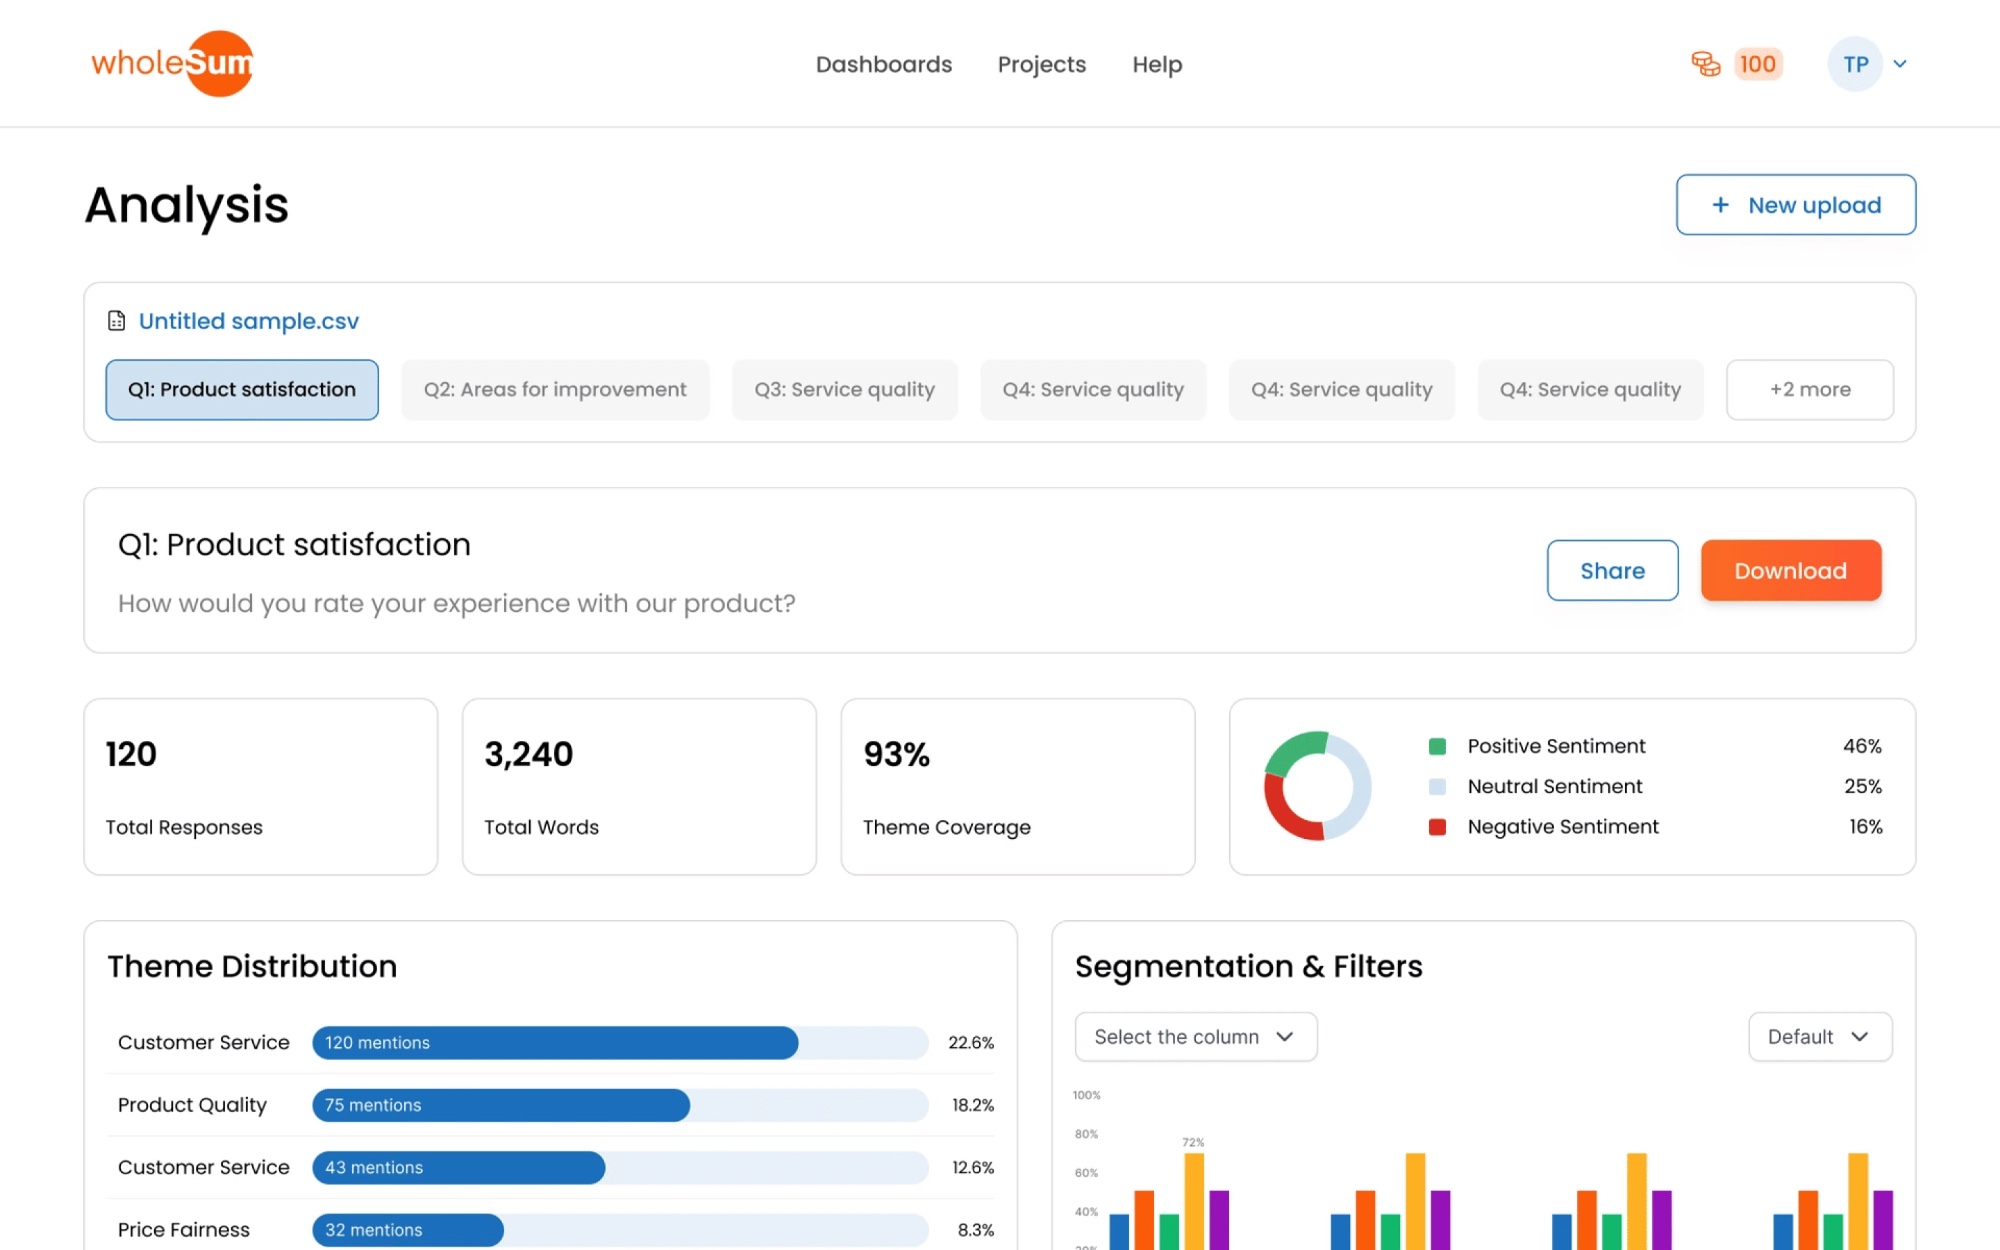 wholeSum
Dashboards Projects Help
100
TP
Analysis
+ New upload
Untitled sample.csv
Q1: Product satisfaction Q2: Areas for improvement Q3: Service quality Q4: Service quality Q4: Service quality Q4: Service quality +2 more
Q1: Product satisfaction
How would you rate your experience with our product?
Share Download
120
Total Responses
3,240
Total Words
93%
Theme Coverage
Positive Sentiment 46%
Neutral Sentiment 25%
Negative Sentiment 16%
Theme Distribution
Customer Service 120 mentions 22.6%
Product Quality 75 mentions 18.2%
Customer Service 43 mentions 12.6%
Price Fairness 32 mentions 8.3%
Segmentation & Filters
Select the column Default
100%
80%
72%
60%
40%
20%